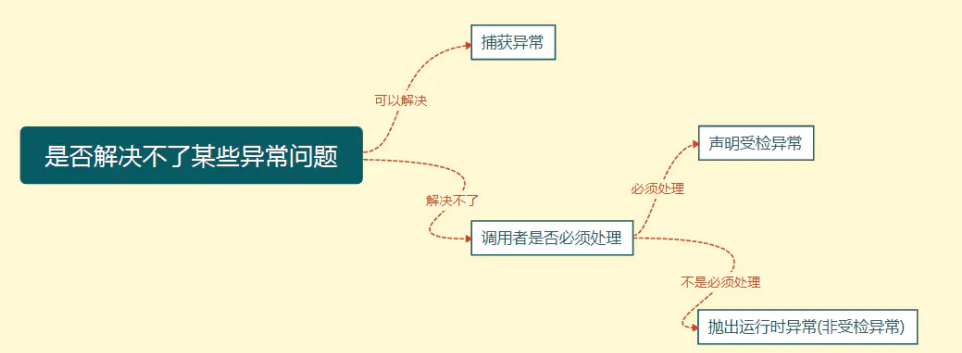 捕获异常
可以解决
是否解决不了某些异常问题
声明受检异常
必须处理
解决不了
调用者是否必须处理
不是必须处理
抛出运行时异常(非受检异常)